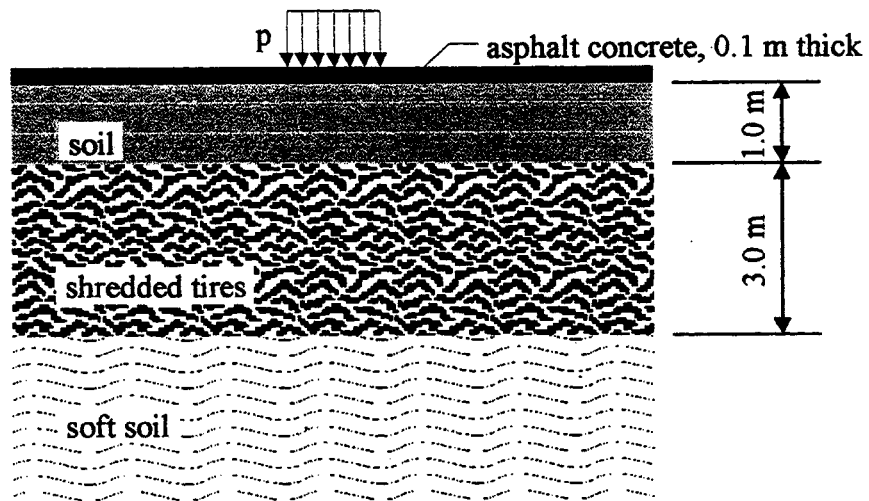 p
asphalt concrete, 0.1 m thick
soil
1.0 m
shredded tires
3.0 m
soft soil